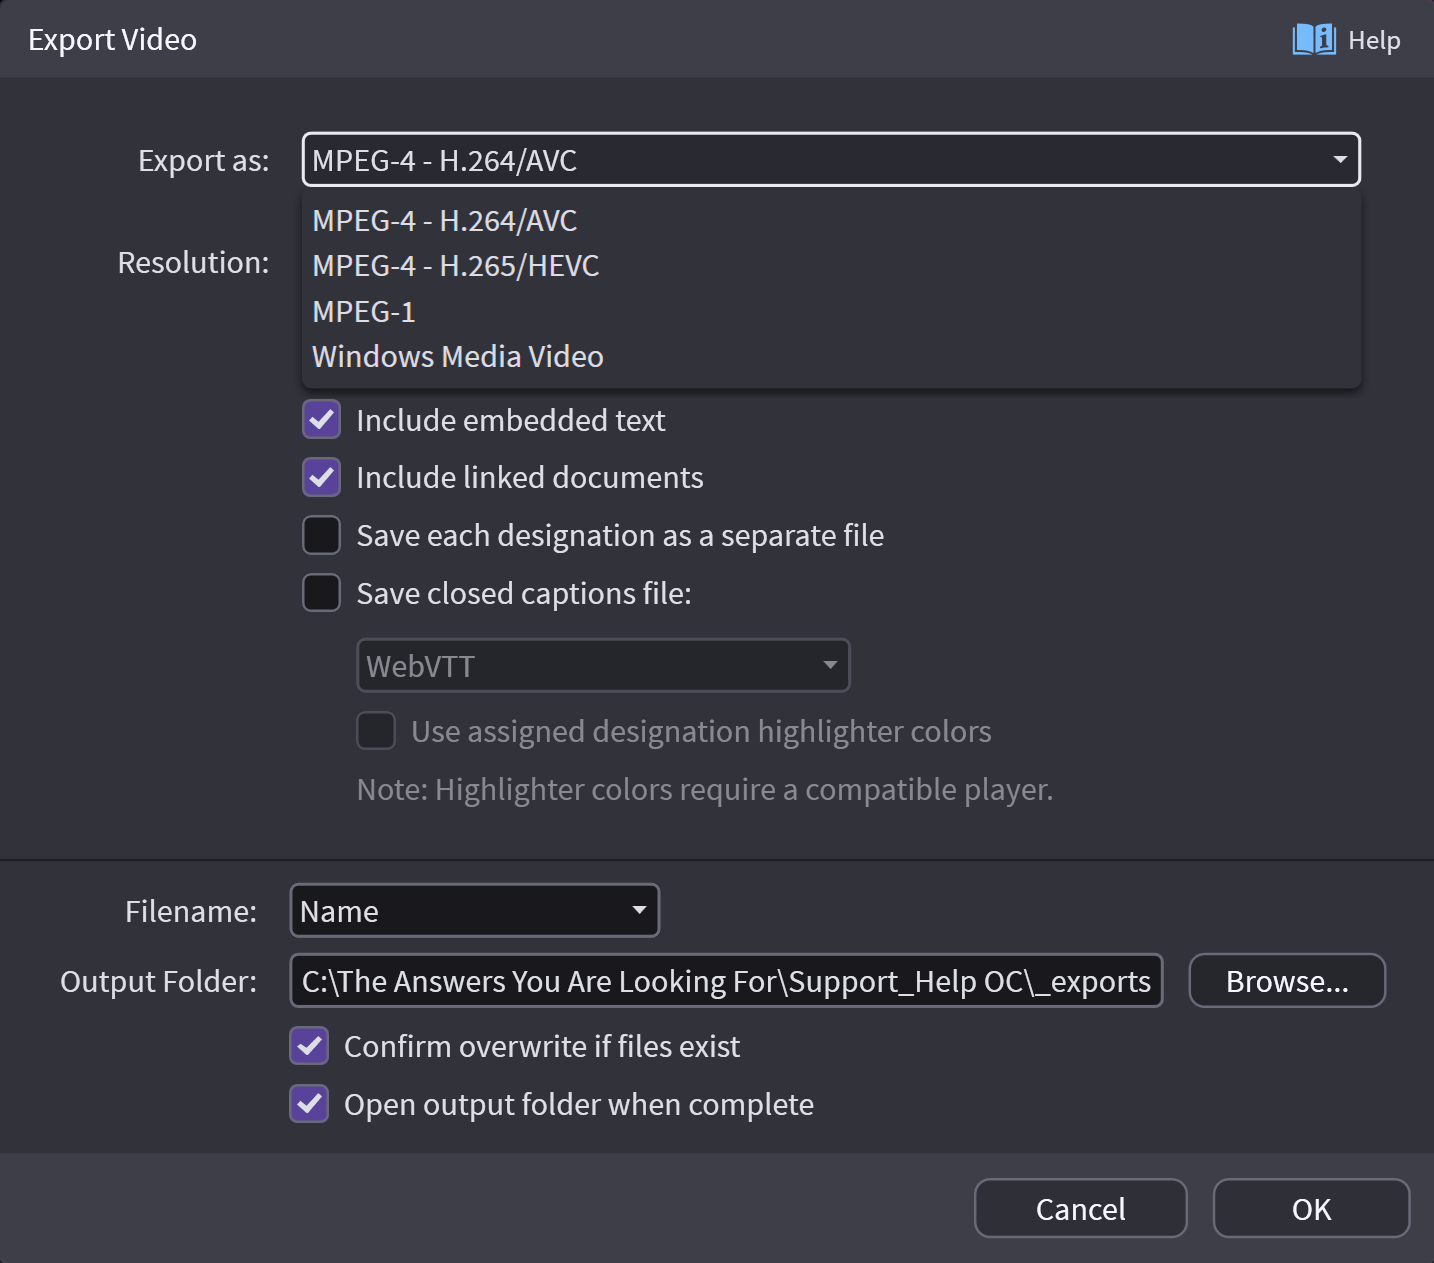 Export Video
Help
Export as: MPEG-4 - H.264/AVC
MPEG-4 - H.264/AVC
Resolution:
MPEG-4 - H.265/HEVC
MPEG-1
Windows Media Video
Include embedded text
Include linked documents
Save each designation as a separate file
Save closed captions file:
WebVTT
Use assigned designation highlighter colors
Note: Highlighter colors require a compatible player.
Filename: Name
Output Folder: C:\The Answers You Are Looking For\Support_Help OC\_exports Browse...
Confirm overwrite if files exist
Open output folder when complete
Cancel OK